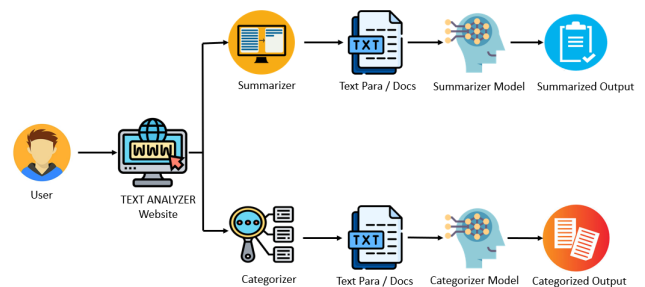 TXT
Summarizer
Text Para / Docs
Summarizer Model
Summarized Output
WWW
User
TEXT ANALYZER
Website
TXT
Categorizer
Text Para / Docs
Categorizer Model
Categorized Output